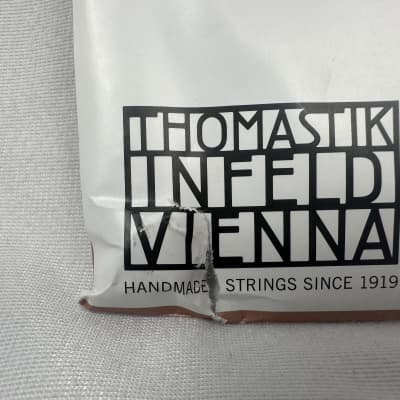 THOMASTIK
INFELD
VIENNA
HANDMADE STRINGS SINCE 1919